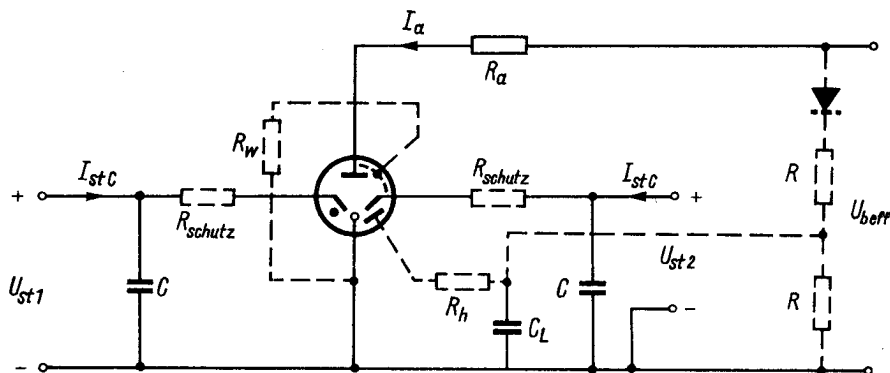 I_a
R_a
R_w
I_stC
R_schutz
R_schutz
I_stC
R
+
+
U_beff
U_st1
C
R_h
U_st2
C_L
C
R
-
-